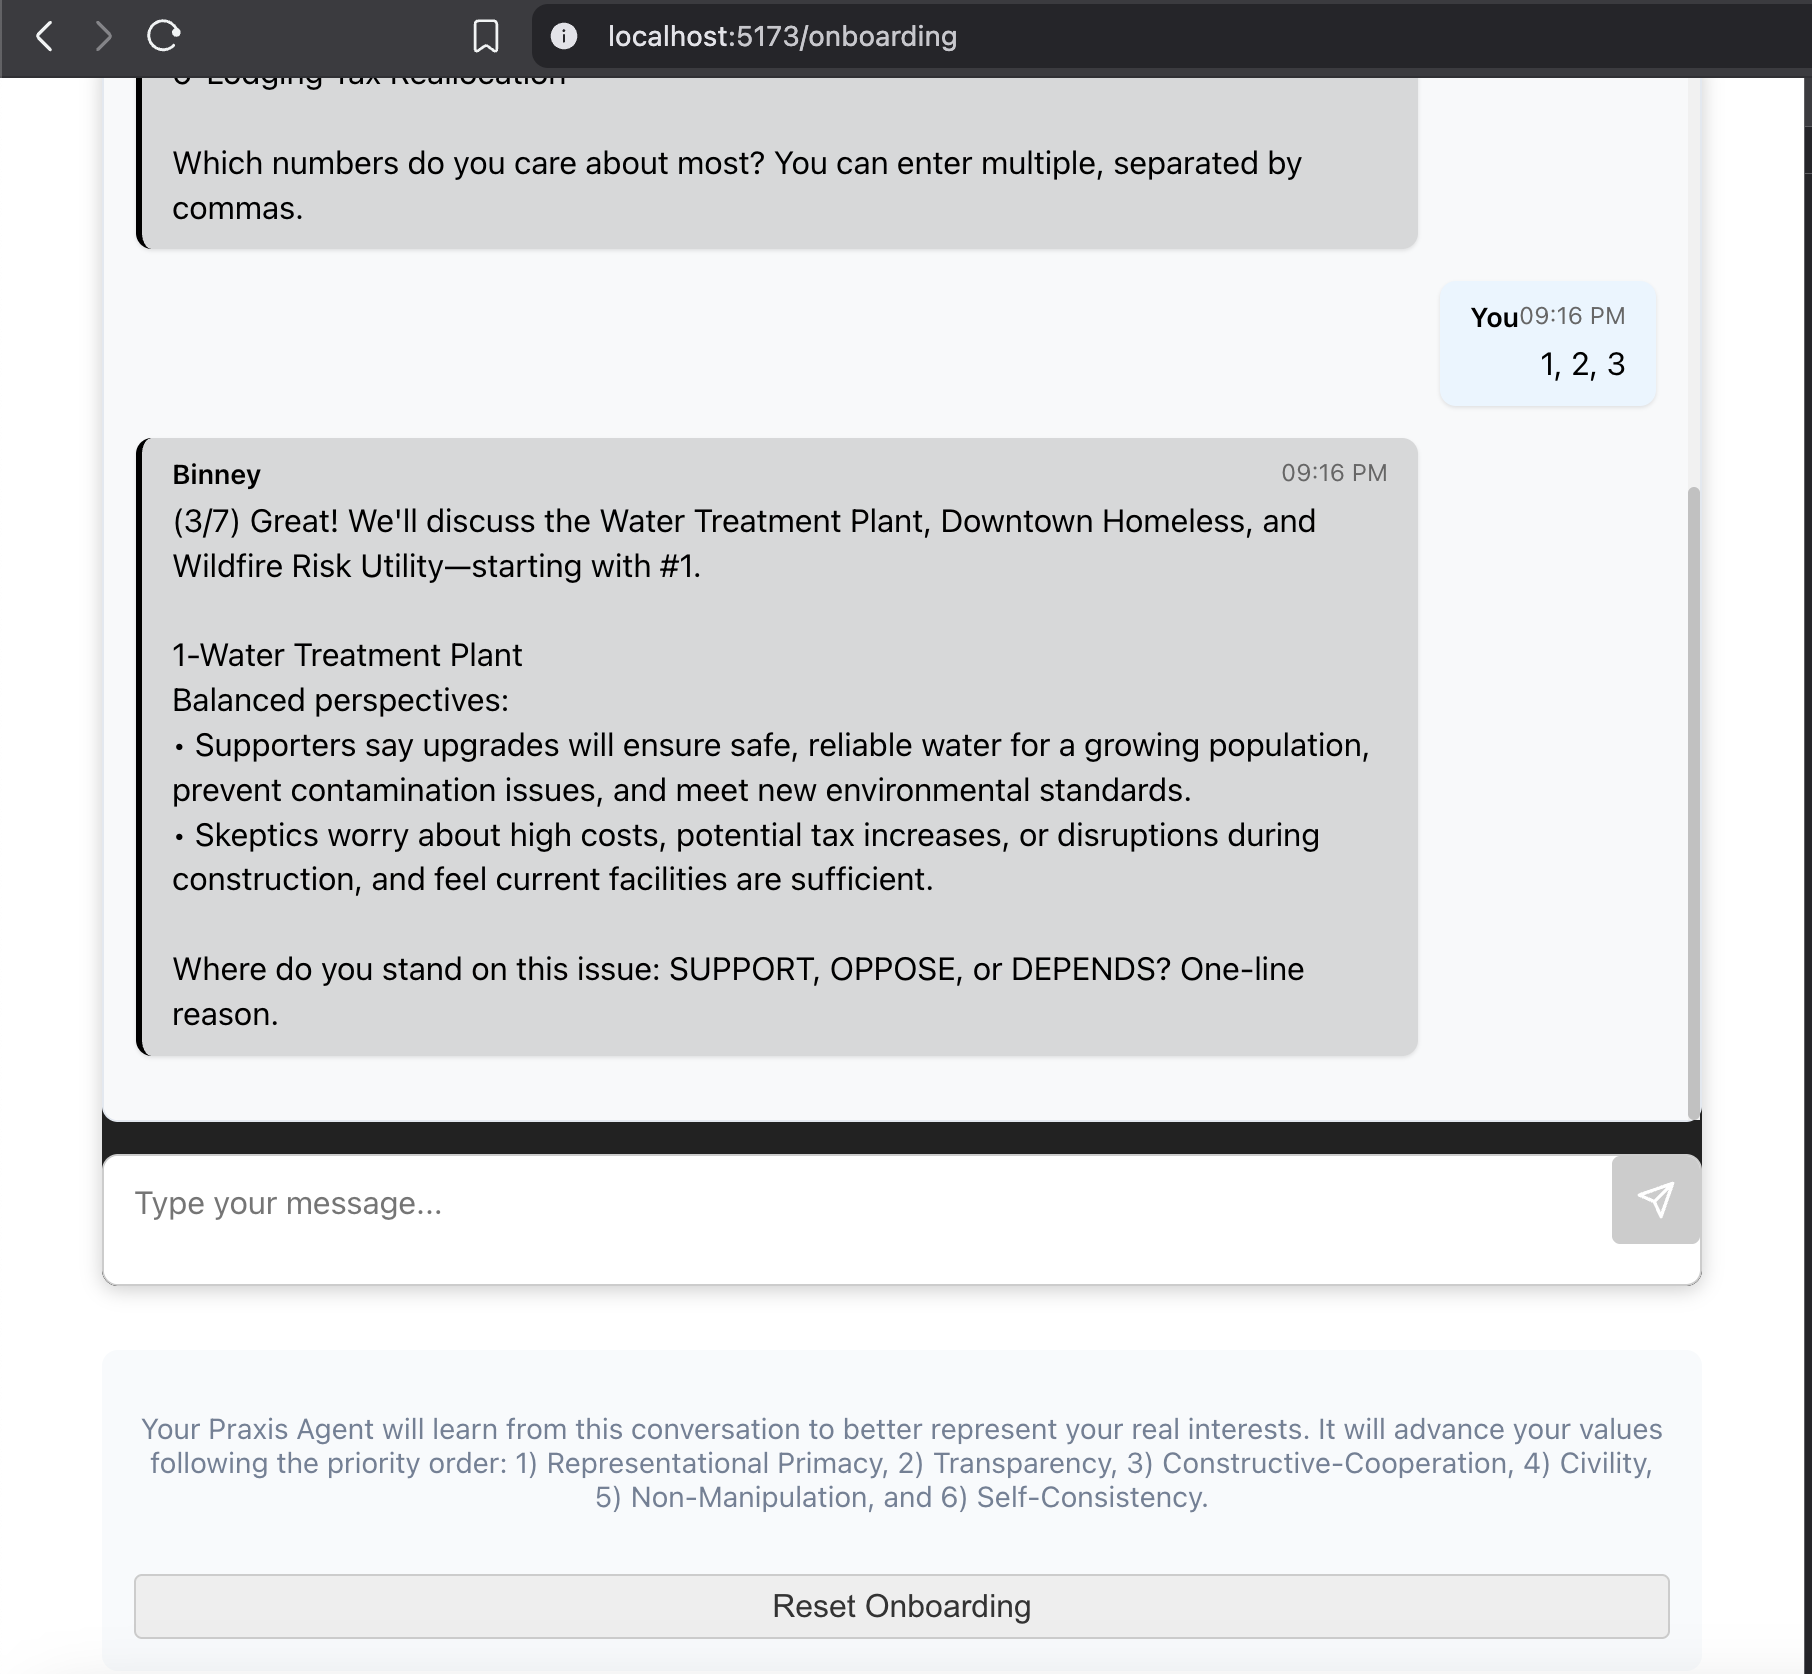 localhost:5173/onboarding
Lodging Tax Reallocation
Which numbers do you care about most? You can enter multiple, separated by
commas.
You09:16 PM
1, 2, 3
Binney 09:16 PM
(3/7) Great! We'll discuss the Water Treatment Plant, Downtown Homeless, and
Wildfire Risk Utility—starting with #1.
1-Water Treatment Plant
Balanced perspectives:
• Supporters say upgrades will ensure safe, reliable water for a growing population,
prevent contamination issues, and meet new environmental standards.
• Skeptics worry about high costs, potential tax increases, or disruptions during
construction, and feel current facilities are sufficient.
Where do you stand on this issue: SUPPORT, OPPOSE, or DEPENDS? One-line
reason.
Type your message...
Your Praxis Agent will learn from this conversation to better represent your real interests. It will advance your values
following the priority order: 1) Representational Primacy, 2) Transparency, 3) Constructive-Cooperation, 4) Civility,
5) Non-Manipulation, and 6) Self-Consistency.
Reset Onboarding